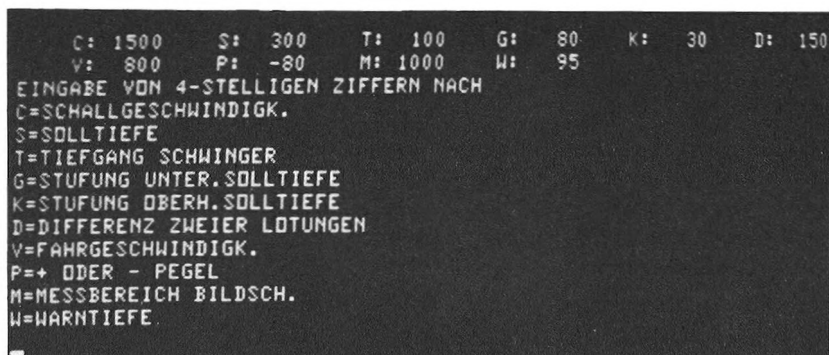 C: 1500 S: 300 T: 100 G: 80 K: 30 D: 150
V: 800 P: -80 M: 1000 W: 95
EINGABE VON 4-STELLIGEN ZIFFERN NACH
C=SCHALLGESCHWINDIGK.
S=SOLLTIEFE
T=TIEFGANG SCHWINGER
G=STUFUNG UNTER.SOLLTIEFE
K=STUFUNG OBERH.SOLLTIEFE
D=DIFFERENZ ZWEIER LOTUNGEN
V=FAHRGESCHWINDIGK.
P=+ ODER - PEGEL
M=MESSBEREICH BILDSCH.
W=WARNTIEFE